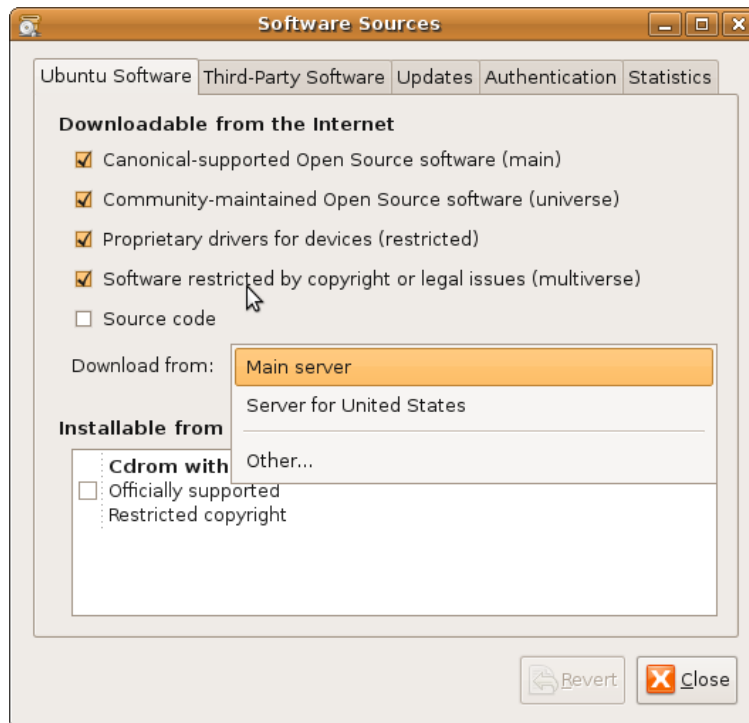 Software Sources
Ubuntu Software Third-Party Software Updates Authentication Statistics
Downloadable from the Internet
Canonical-supported Open Source software (main)
Community-maintained Open Source software (universe)
Proprietary drivers for devices (restricted)
Software restricted by copyright or legal issues (multiverse)
Source code
Download from: Main server
Server for United States
Other...
Installable from
Cdrom with
Officially supported
Restricted copyright
Revert Close